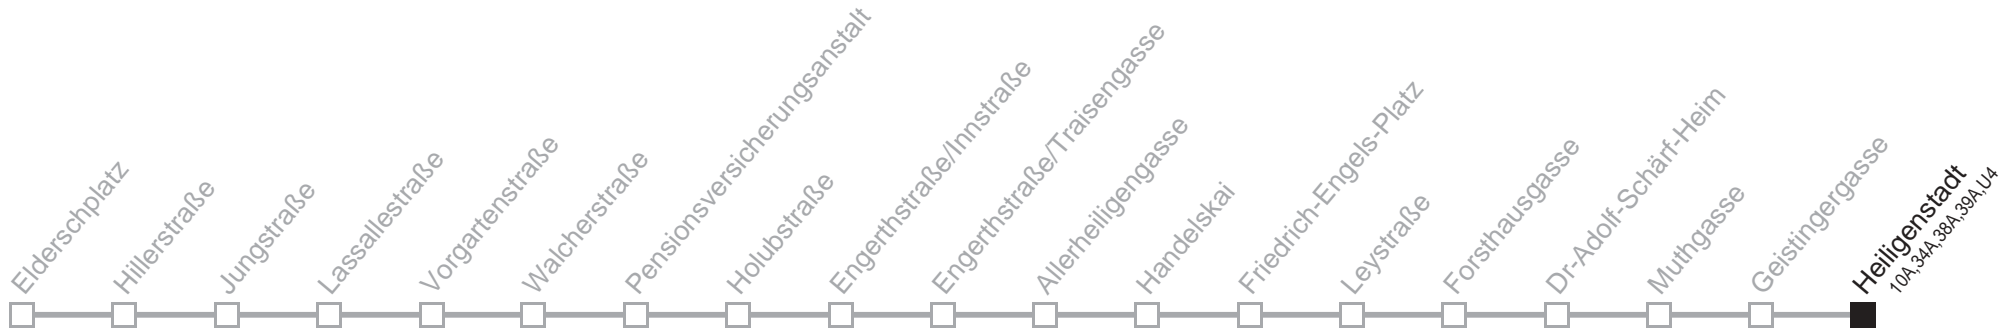 Elderschplatz
Hillerstraße
Jungstraße
Lassallestraße
Vorgartenstraße
Walcherstraße
Pensionsversicherungsanstalt
Holubstraße
Engerthstraße/Innstraße
Engerthstraße/Traisengasse
Allerheiligengasse
Handelskai
Friedrich-Engels-Platz
Leystraße
Forsthausgasse
Dr-Adolf-Schärf-Heim
Muthgasse
Geistingergasse
Heiligenstadt
10A,34A,38A,39A,U4